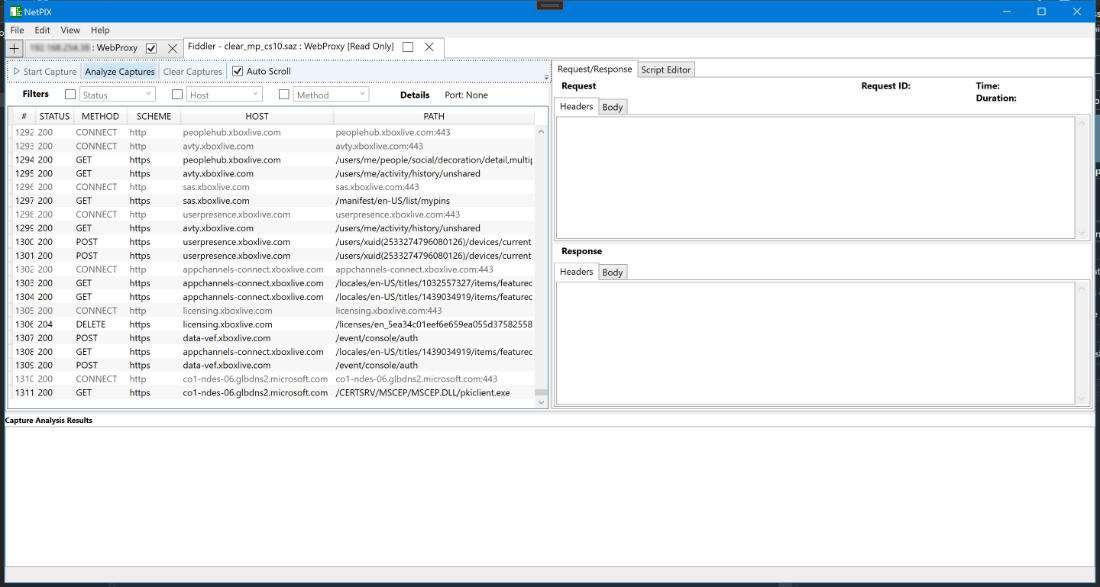 NetPIX
File Edit View Help
: WebProxy Fiddler - clear_mp_cs10.saz : WebProxy [Read Only]
Start Capture Analyze Captures Clear Captures Auto Scroll
Filters Status Host Method Details Port: None
# STATUS METHOD SCHEME HOST PATH
1292 200 CONNECT http peoplehub.xboxlive.com peoplehub.xboxlive.com:443
1293 200 CONNECT http avty.xboxlive.com avty.xboxlive.com:443
1294 200 GET https peoplehub.xboxlive.com /users/me/people/social/decoration/detail,multip
1295 200 GET https avty.xboxlive.com /users/me/activity/history/unshared
1296 200 CONNECT http sas.xboxlive.com sas.xboxlive.com:443
1297 200 GET https sas.xboxlive.com /manifest/en-US/list/mypins
1298 200 CONNECT http userpresence.xboxlive.com userpresence.xboxlive.com:443
1299 200 GET https avty.xboxlive.com /users/me/activity/history/unshared
1300 200 POST https userpresence.xboxlive.com /users/xuid(2533274796080126)/devices/current
1301 200 POST https userpresence.xboxlive.com /users/xuid(2533274796080126)/devices/current
1302 200 CONNECT http appchannels-connect.xboxlive.com appchannels-connect.xboxlive.com:443
1303 200 GET https appchannels-connect.xboxlive.com /locales/en-US/titles/1032557327/items/featured
1304 200 GET https appchannels-connect.xboxlive.com /locales/en-US/titles/1439034919/items/featured
1305 200 CONNECT http licensing.xboxlive.com licensing.xboxlive.com:443
1306 204 DELETE https licensing.xboxlive.com /licenses/en_5ea34c01eef6e659ea055d37582558
1307 200 POST https data-vef.xboxlive.com /event/console/auth
1308 200 GET https appchannels-connect.xboxlive.com /locales/en-US/titles/1439034919/items/featured
1309 200 POST https data-vef.xboxlive.com /event/console/auth
1310 200 CONNECT http co1-ndes-06.glbdns2.microsoft.com co1-ndes-06.glbdns2.microsoft.com:443
1311 200 GET https co1-ndes-06.glbdns2.microsoft.com /CERTSRV/MSCEP/MSCEP.DLL/pkiclient.exe
Request/Response Script Editor
Request Request ID: Time:
Duration:
Headers Body
Response
Headers Body
Capture Analysis Results